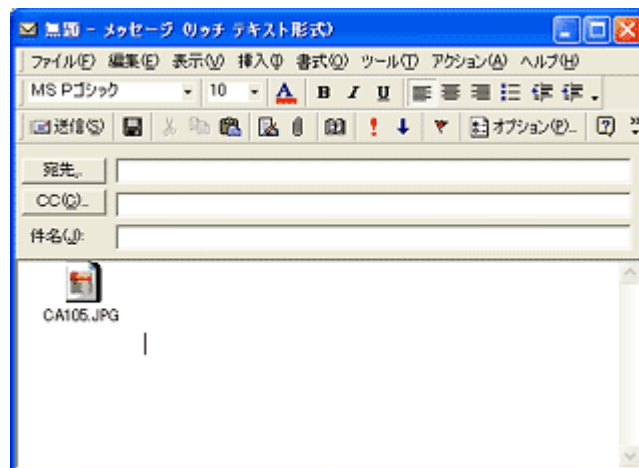 無題 - メッセージ (リッチ テキスト形式)
ファイル(F) 編集(E) 表示(V) 挿入(I) 書式(O) ツール(T) アクション(A) ヘルプ(H)
MS Pゴシック 10 A B I U
送信(S) オプション(P)...
宛先...
CC(C)...
件名(J):
CA105.JPG